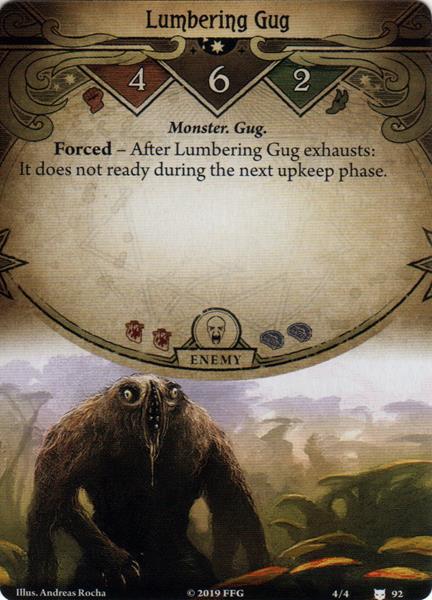 Lumbering Gug
4 6 2
Monster. Gug.
Forced – After Lumbering Gug exhausts:
It does not ready during the next upkeep phase.
ENEMY
Illus. Andreas Rocha © 2019 FFG 4/4 92